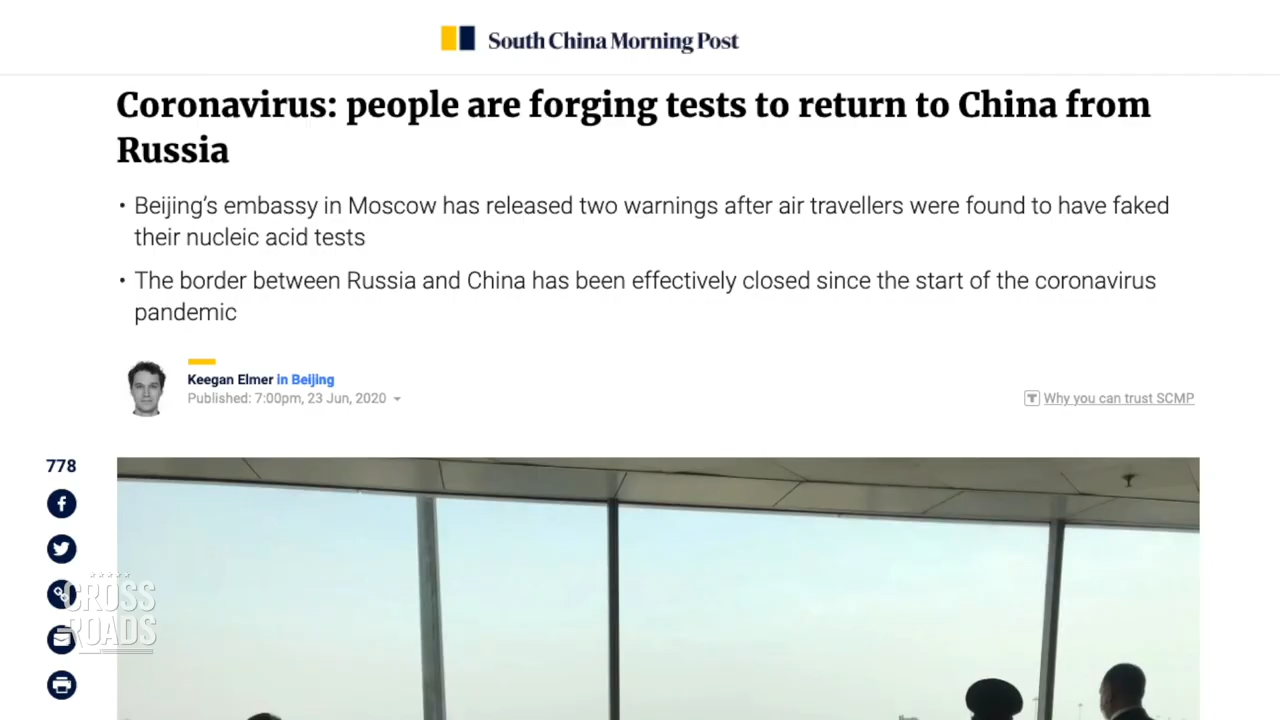 South China Morning Post
Coronavirus: people are forging tests to return to China from
Russia
• Beijing’s embassy in Moscow has released two warnings after air travellers were found to have faked
their nucleic acid tests
• The border between Russia and China has been effectively closed since the start of the coronavirus
pandemic
Keegan Elmer in Beijing
Published: 7:00pm, 23 Jun, 2020
T Why you can trust SCMP
778
CROSS
ROADS